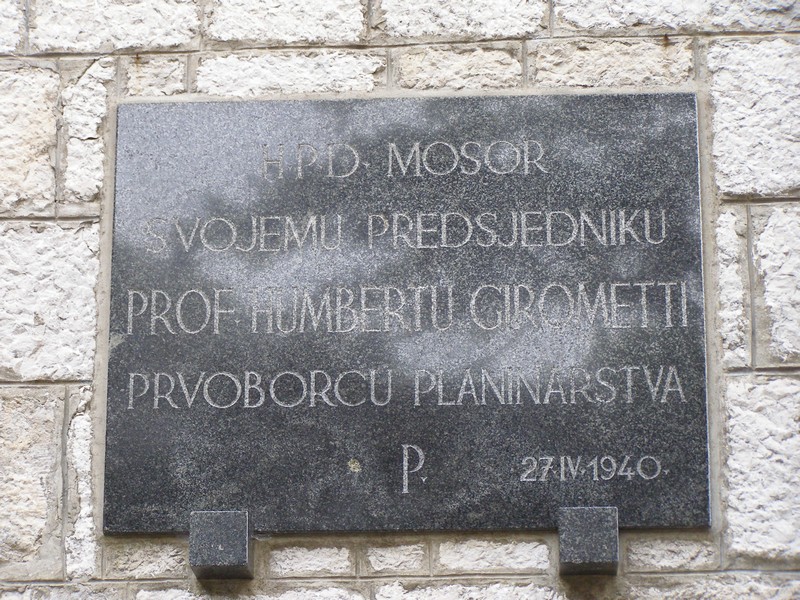 H.P.D. MOSOR
SVOJEMU PREDSJEDNIKU
PROF. HUMBERTU GIROMETTI
PRVOBORCU PLANINARSTVA
P. 27·IV·1940·